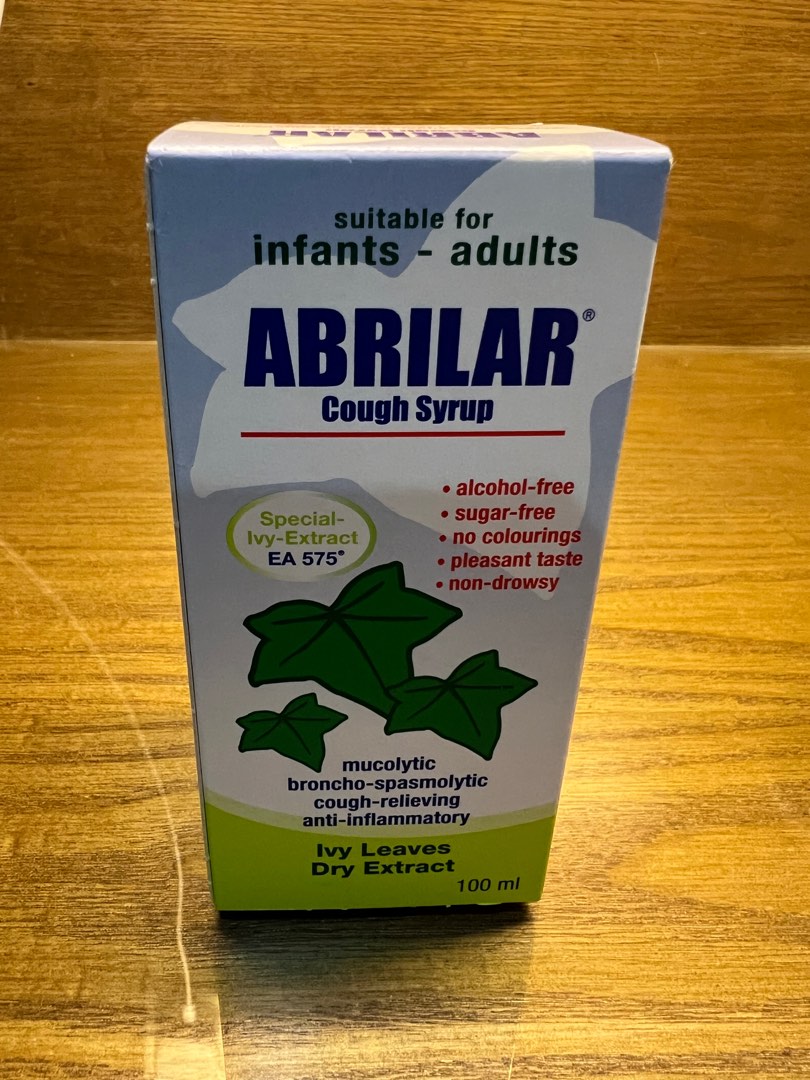 ABRILAR
suitable for
infants - adults
ABRILAR®
Cough Syrup
• alcohol-free
• sugar-free
• no colourings
• pleasant taste
• non-drowsy
Special-
Ivy-Extract
EA 575®
mucolytic
broncho-spasmolytic
cough-relieving
anti-inflammatory
Ivy Leaves
Dry Extract
100 ml